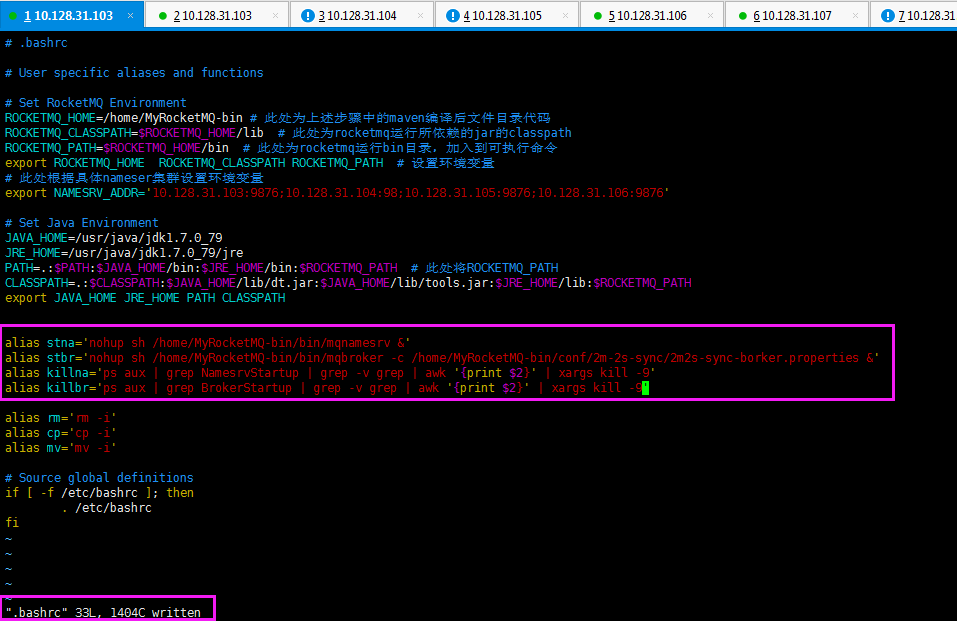 1 10.128.31.103 × 2 10.128.31.103 × 3 10.128.31.104 × 4 10.128.31.105 × 5 10.128.31.106 × 6 10.128.31.107 × 7 10.128.31
# .bashrc
# User specific aliases and functions
# Set RocketMQ Environment
ROCKETMQ_HOME=/home/MyRocketMQ-bin # 此处为上述步骤中的maven编译后文件目录代码
ROCKETMQ_CLASSPATH=$ROCKETMQ_HOME/lib # 此处为rocketmq运行所依赖的jar的classpath
ROCKETMQ_PATH=$ROCKETMQ_HOME/bin # 此处为rocketmq运行bin目录，加入到可执行命令
export ROCKETMQ_HOME ROCKETMQ_CLASSPATH ROCKETMQ_PATH # 设置环境变量
# 此处根据具体nameser集群设置环境变量
export NAMESRV_ADDR='10.128.31.103:9876;10.128.31.104:98;10.128.31.105:9876;10.128.31.106:9876'
# Set Java Environment
JAVA_HOME=/usr/java/jdk1.7.0_79
JRE_HOME=/usr/java/jdk1.7.0_79/jre
PATH=.:$PATH:$JAVA_HOME/bin:$JRE_HOME/bin:$ROCKETMQ_PATH # 此处将ROCKETMQ_PATH
CLASSPATH=.:$CLASSPATH:$JAVA_HOME/lib/dt.jar:$JAVA_HOME/lib/tools.jar:$JRE_HOME/lib:$ROCKETMQ_PATH
export JAVA_HOME JRE_HOME PATH CLASSPATH
alias stna='nohup sh /home/MyRocketMQ-bin/bin/mqnamesrv &'
alias stbr='nohup sh /home/MyRocketMQ-bin/bin/mqbroker -c /home/MyRocketMQ-bin/conf/2m-2s-sync/2m2s-sync-borker.properties &'
alias killna='ps aux | grep NamesrvStartup | grep -v grep | awk '{print $2}' | xargs kill -9'
alias killbr='ps aux | grep BrokerStartup | grep -v grep | awk '{print $2}' | xargs kill -9'
alias rm='rm -i'
alias cp='cp -i'
alias mv='mv -i'
# Source global definitions
if [ -f /etc/bashrc ]; then
. /etc/bashrc
fi
~
~
~
~
~
".bashrc" 33L, 1404C written